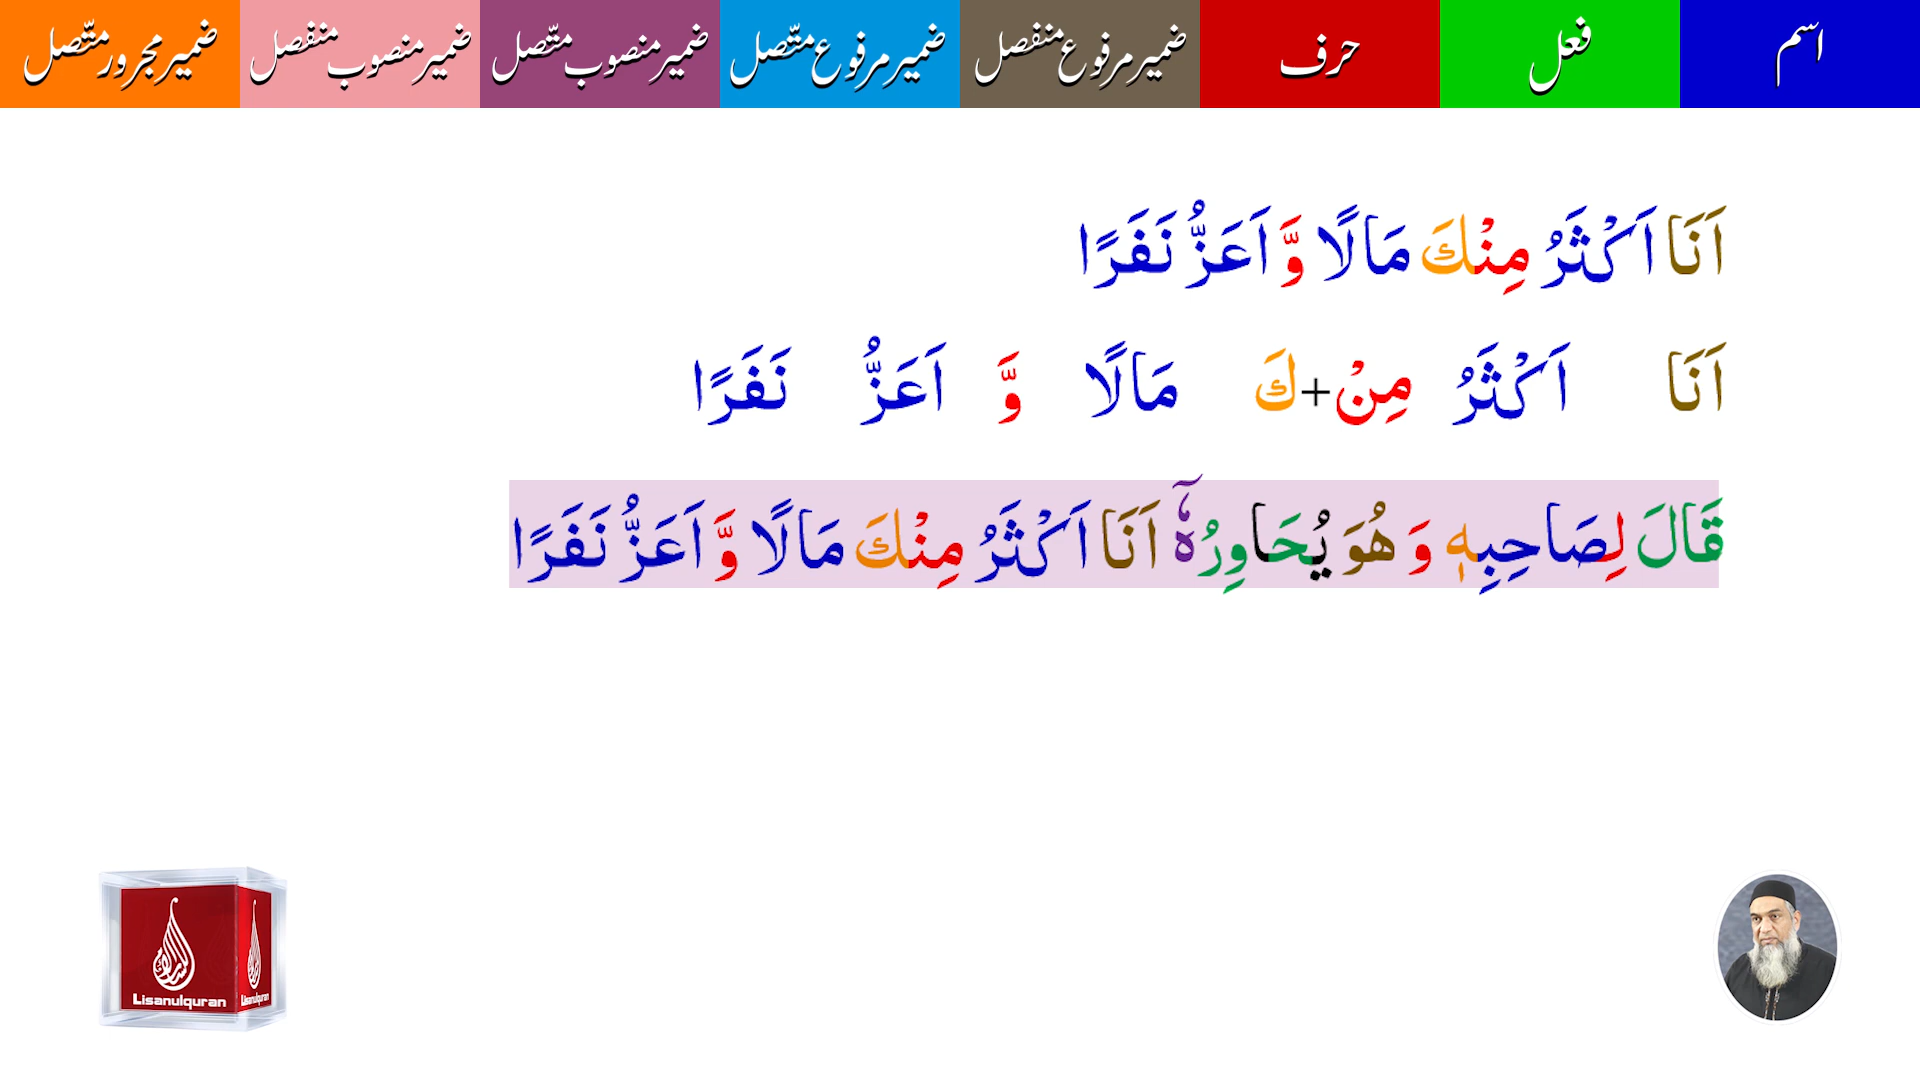 اسم فعل حرف ضمیر مرفوع منفصل ضمیر مرفوع متّصل ضمیر منصوب متّصل ضمیر منصوب منفصل ضمیر مجرور متّصل
اَنَا اَكْثَرُ مِنْكَ مَالًا وَّ اَعَزُّ نَفَرًا
اَنَا اَكْثَرُ مِنْ+كَ مَالًا وَّ اَعَزُّ نَفَرًا
قَالَ لِصَاحِبِهٖ وَ هُوَ يُحَاوِرُهٗۤ اَنَا اَكْثَرُ مِنْكَ مَالًا وَّ اَعَزُّ نَفَرًا
Lisanulquran Lisanulquran